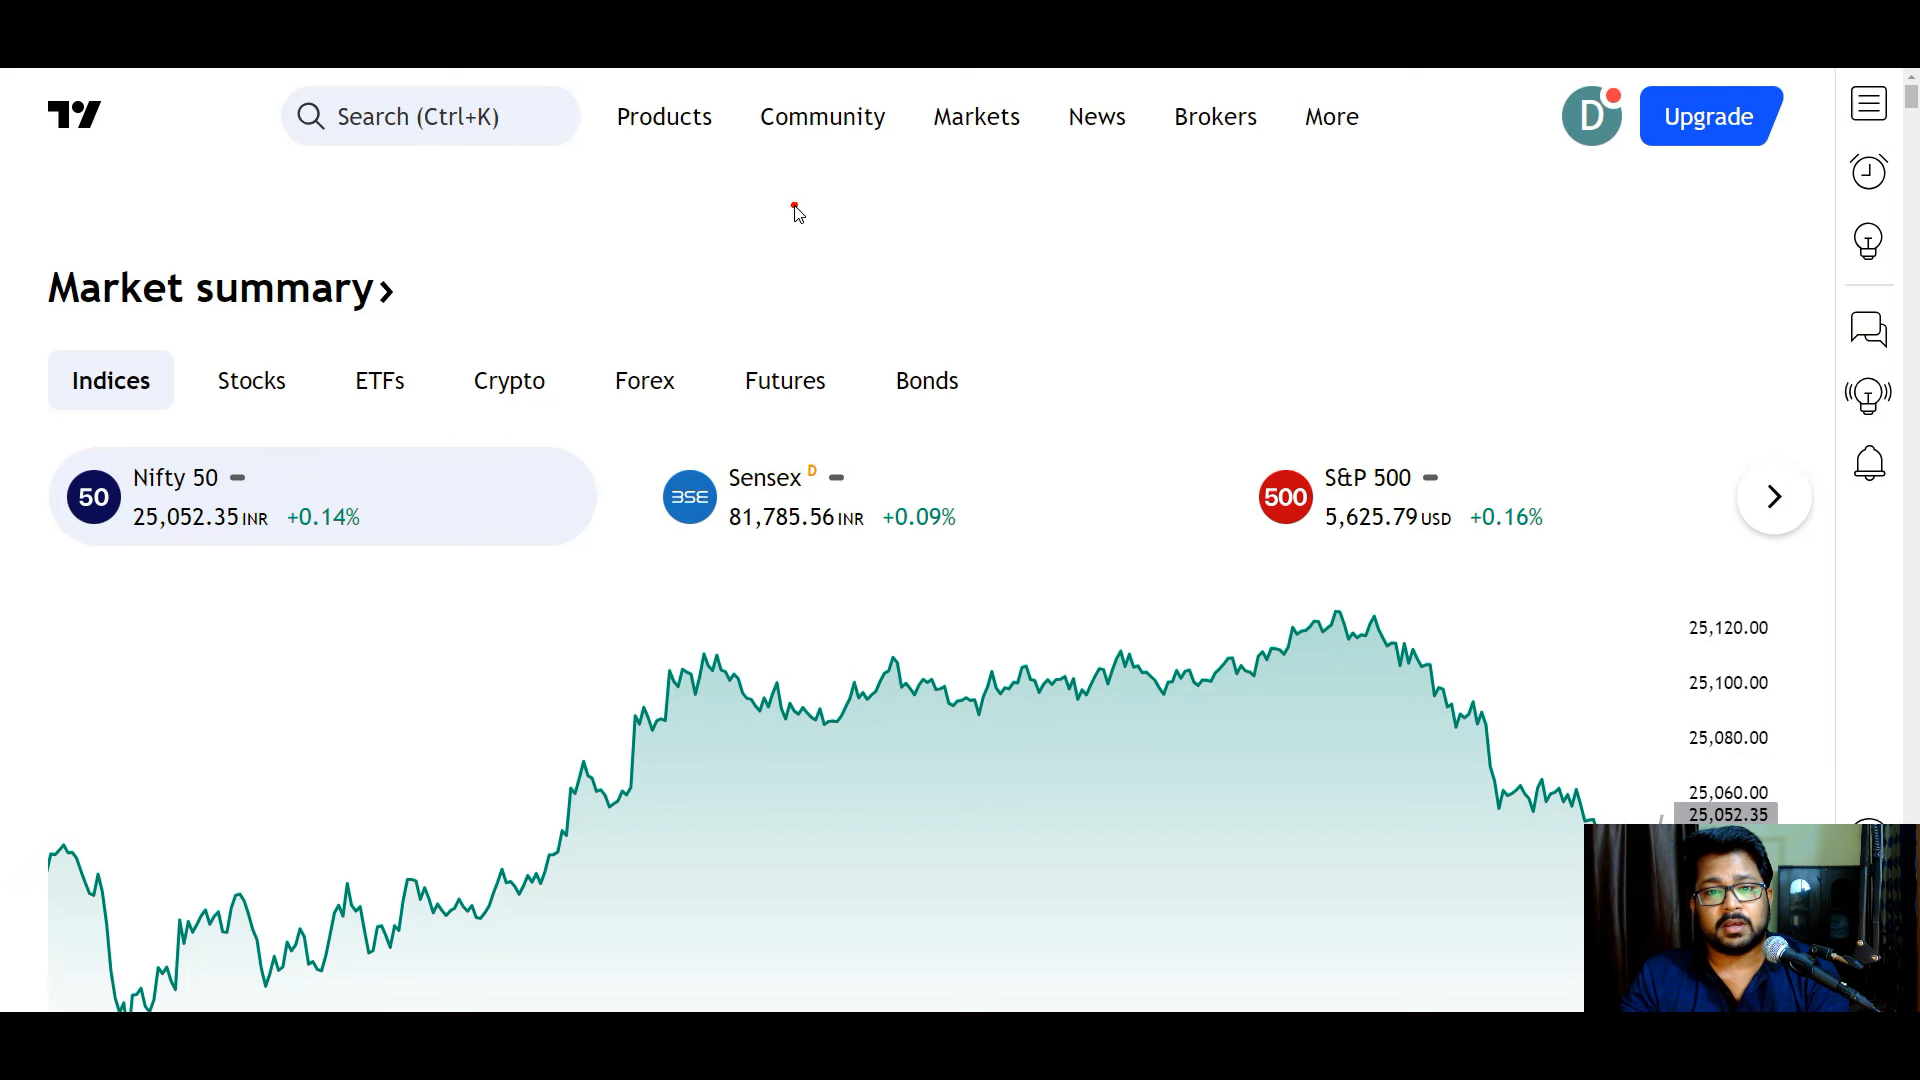 Search (Ctrl+K)
Products
Community
Markets
News
Brokers
More
D
Upgrade
Market summary
Indices
Stocks
ETFs
Crypto
Forex
Futures
Bonds
50
Nifty 50
25,052.35 INR +0.14%
BSE
Sensex D
81,785.56 INR +0.09%
500
S&P 500
5,625.79 USD +0.16%
25,120.00
25,100.00
25,080.00
25,060.00
25,052.35